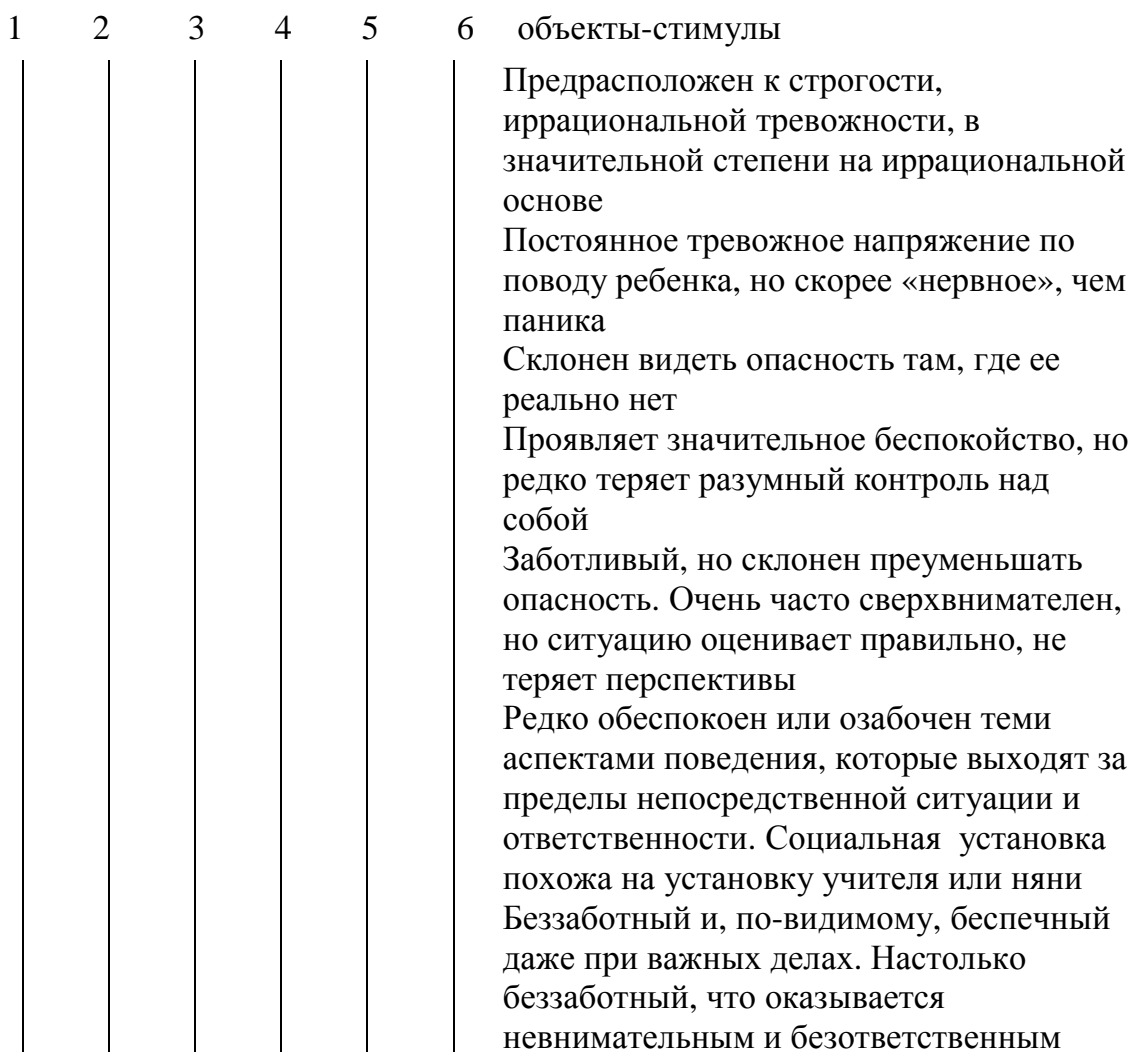 1 2 3 4 5 6 объекты-стимулы
Предрасположен к строгости,
иррациональной тревожности, в
значительной степени на иррациональной
основе
Постоянное тревожное напряжение по
поводу ребенка, но скорее «нервное», чем
паника
Склонен видеть опасность там, где ее
реально нет
Проявляет значительное беспокойство, но
редко теряет разумный контроль над
собой
Заботливый, но склонен преуменьшать
опасность. Очень часто сверхвнимателен,
но ситуацию оценивает правильно, не
теряет перспективы
Редко обеспокоен или озабочен теми
аспектами поведения, которые выходят за
пределы непосредственной ситуации и
ответственности. Социальная установка
похожа на установку учителя или няни
Беззаботный и, по-видимому, беспечный
даже при важных делах. Настолько
беззаботный, что оказывается
невнимательным и безответственным